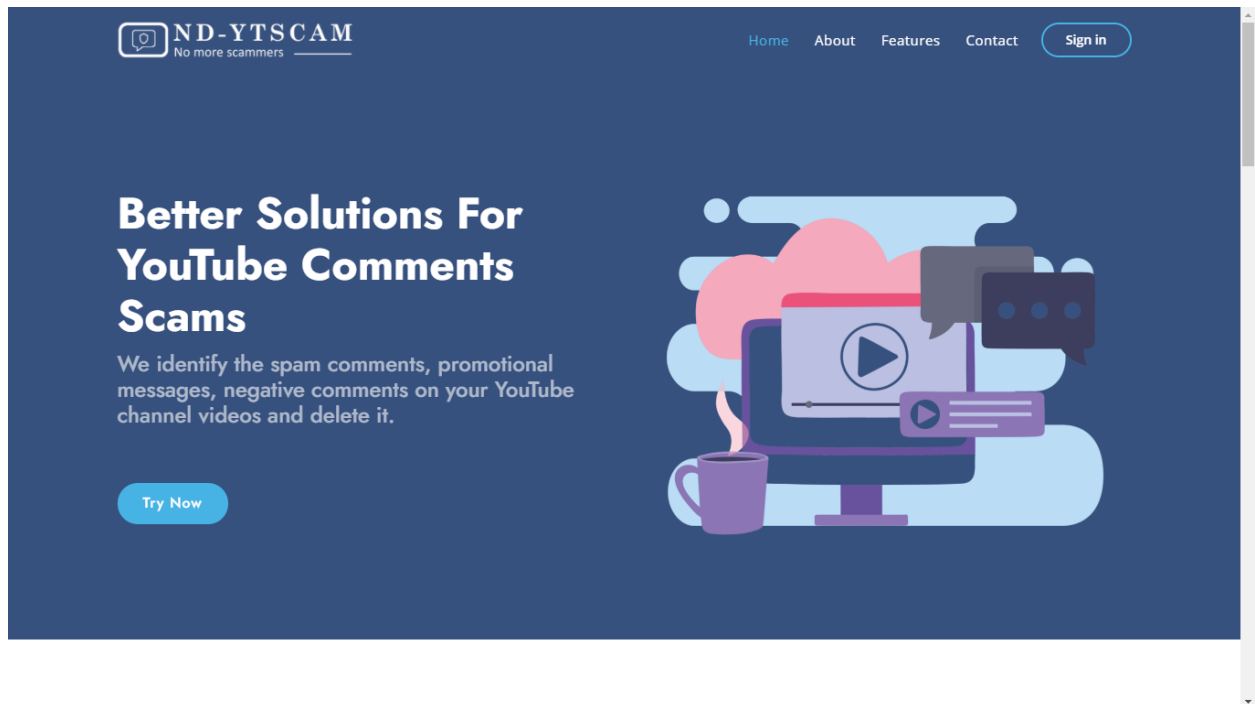 ND-YTSCAM
No more scammers
Home About Features Contact Sign in
Better Solutions For
YouTube Comments
Scams
We identify the spam comments, promotional
messages, negative comments on your YouTube
channel videos and delete it.
Try Now